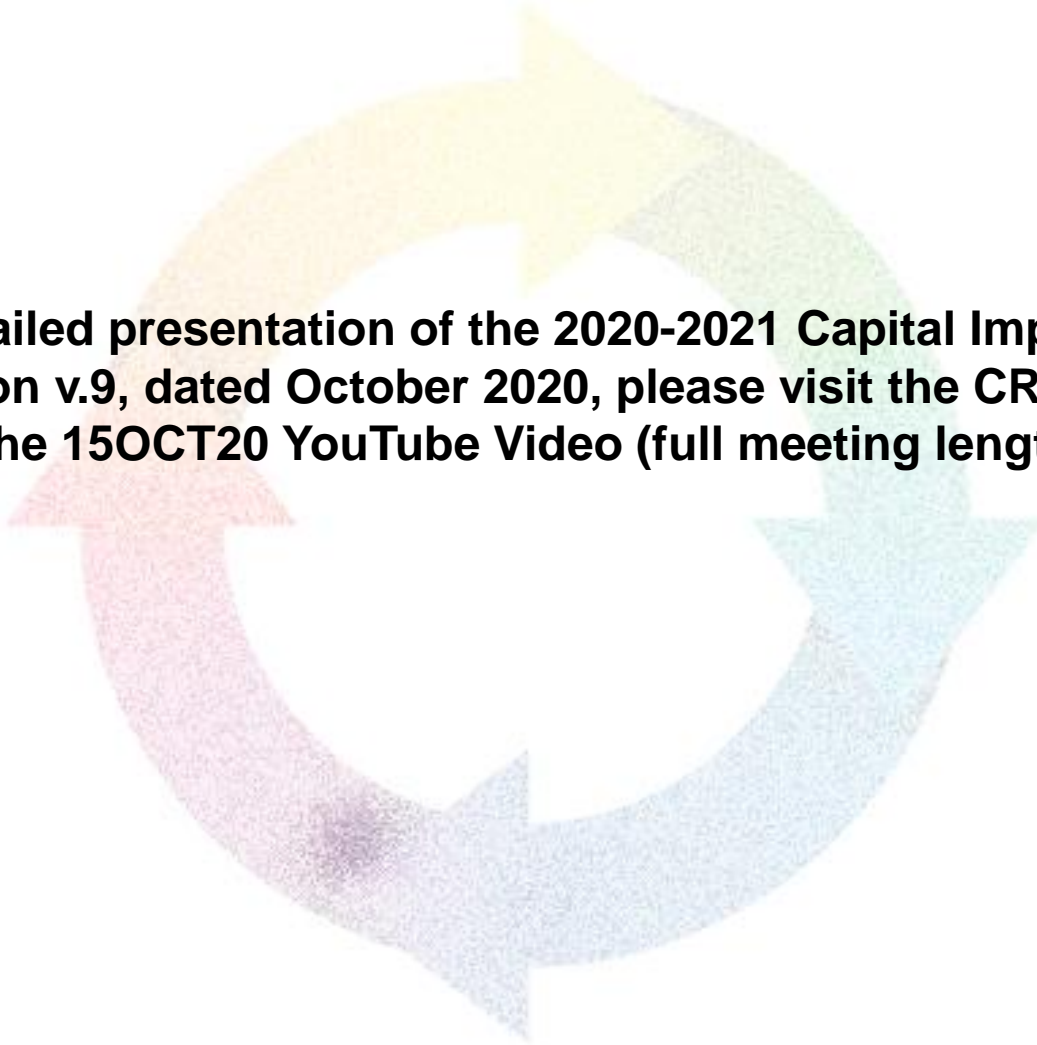 ailed presentation of the 2020-2021 Capital Imp
on v.9, dated October 2020, please visit the CR
he 15OCT20 YouTube Video (full meeting lengt